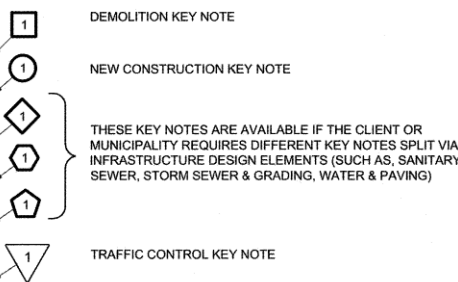 1 DEMOLITION KEY NOTE
1 NEW CONSTRUCTION KEY NOTE
1
THESE KEY NOTES ARE AVAILABLE IF THE CLIENT OR
MUNICIPALITY REQUIRES DIFFERENT KEY NOTES SPLIT VIA
1
INFRASTRUCTURE DESIGN ELEMENTS (SUCH AS, SANITARY
SEWER, STORM SEWER & GRADING, WATER & PAVING)
1
1 TRAFFIC CONTROL KEY NOTE